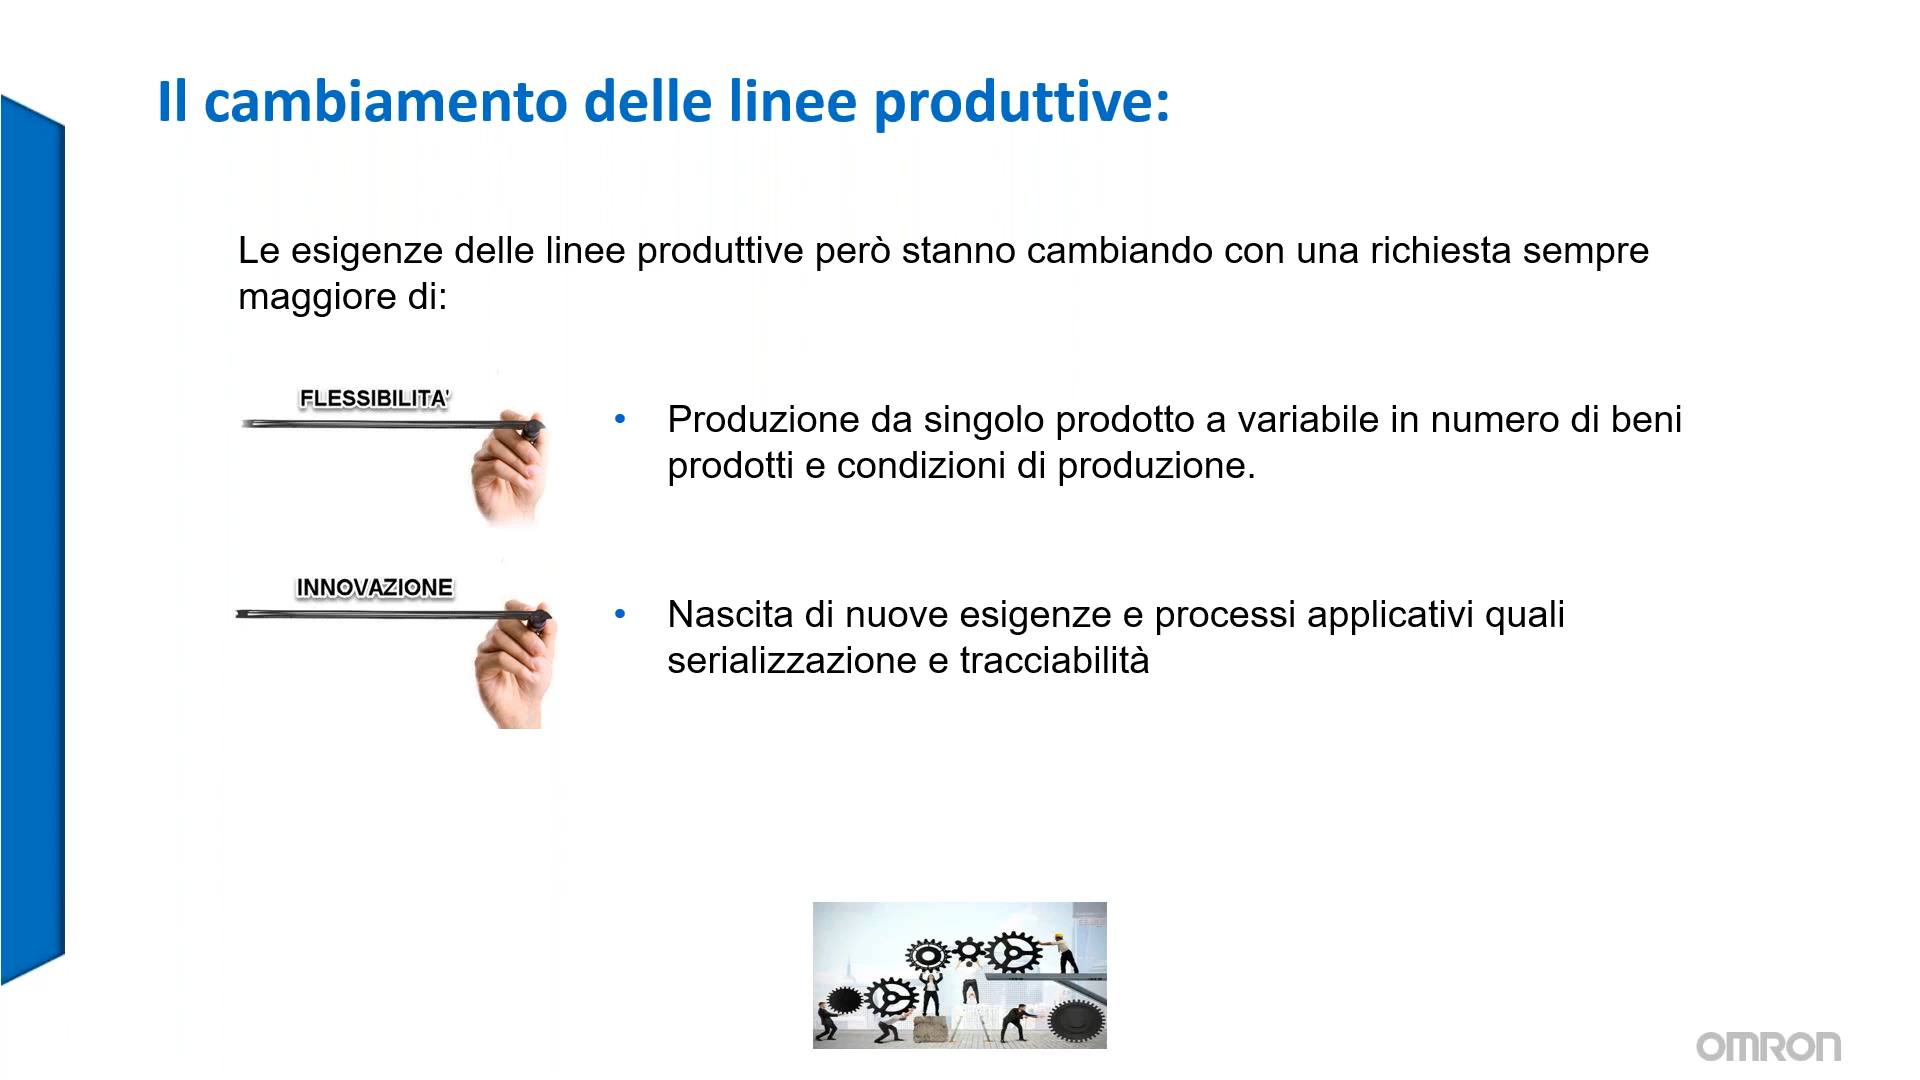 Il cambiamento delle linee produttive:
Le esigenze delle linee produttive però stanno cambiando con una richiesta sempre
maggiore di:
FLESSIBILITA'
• Produzione da singolo prodotto a variabile in numero di beni
prodotti e condizioni di produzione.
INNOVAZIONE
• Nascita di nuove esigenze e processi applicativi quali
serializzazione e tracciabilità
OMRON